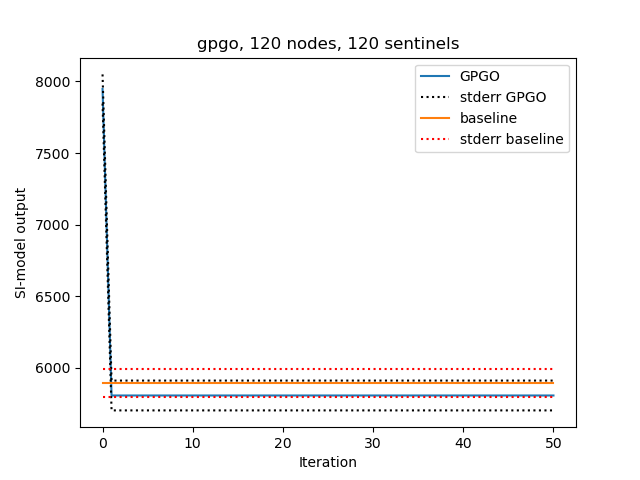 gpgo, 120 nodes, 120 sentinels
GPGO
stderr GPGO
baseline
stderr baseline
SI-model output
8000
7500
7000
6500
6000
0 10 20 30 40 50
Iteration